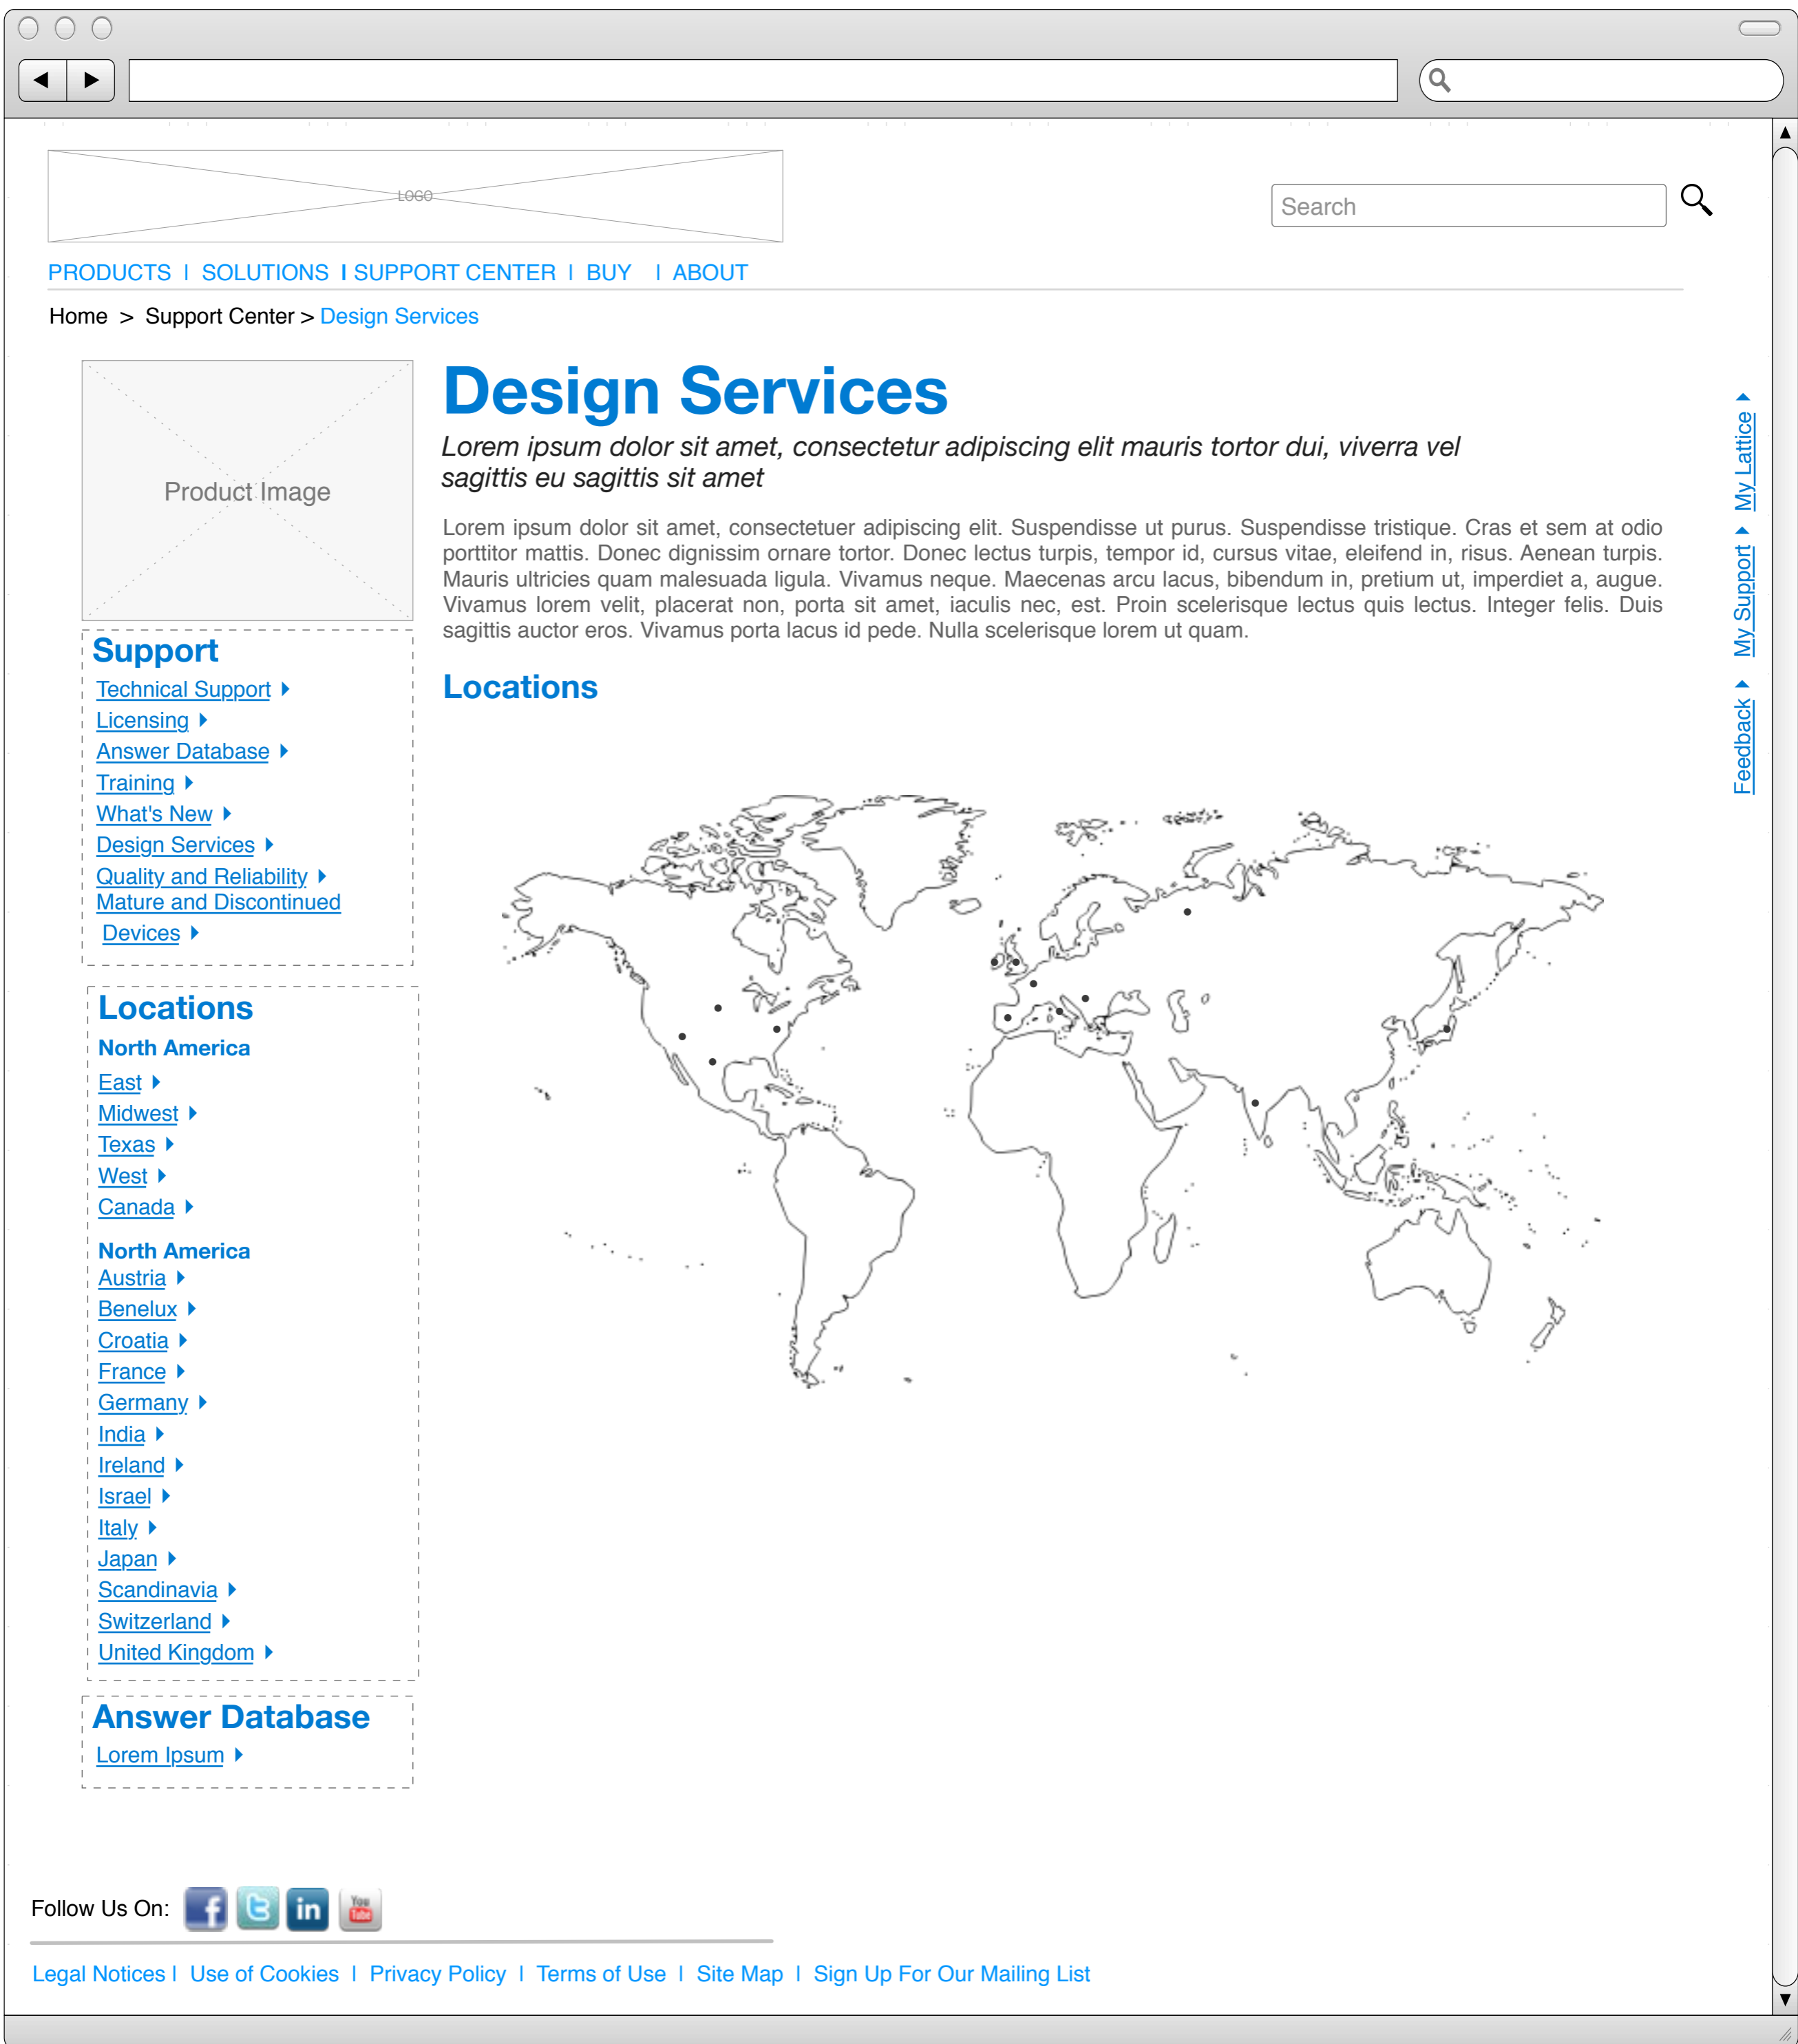 LOGO
Search
PRODUCTS | SOLUTIONS | SUPPORT CENTER | BUY | ABOUT
Home > Support Center > Design Services
Product Image
Design Services
Lorem ipsum dolor sit amet, consectetur adipiscing elit mauris tortor dui, viverra vel
sagittis eu sagittis sit amet
Lorem ipsum dolor sit amet, consectetuer adipiscing elit. Suspendisse ut purus. Suspendisse tristique. Cras et sem at odio
porttitor mattis. Donec dignissim ornare tortor. Donec lectus turpis, tempor id, cursus vitae, eleifend in, risus. Aenean turpis.
Mauris ultricies quam malesuada ligula. Vivamus neque. Maecenas arcu lacus, bibendum in, pretium ut, imperdiet a, augue.
Vivamus lorem velit, placerat non, porta sit amet, iaculis nec, est. Proin scelerisque lectus quis lectus. Integer felis. Duis
sagittis auctor eros. Vivamus porta lacus id pede. Nulla scelerisque lorem ut quam.
Locations
My Lattice
My Support
Feedback
Support
Technical Support
Licensing
Answer Database
Training
What's New
Design Services
Quality and Reliability
Mature and Discontinued
Devices
Locations
North America
East
Midwest
Texas
West
Canada
North America
Austria
Benelux
Croatia
France
Germany
India
Ireland
Israel
Italy
Japan
Scandinavia
Switzerland
United Kingdom
Answer Database
Lorem Ipsum
Follow Us On: f t in You Tube
Legal Notices | Use of Cookies | Privacy Policy | Terms of Use | Site Map | Sign Up For Our Mailing List